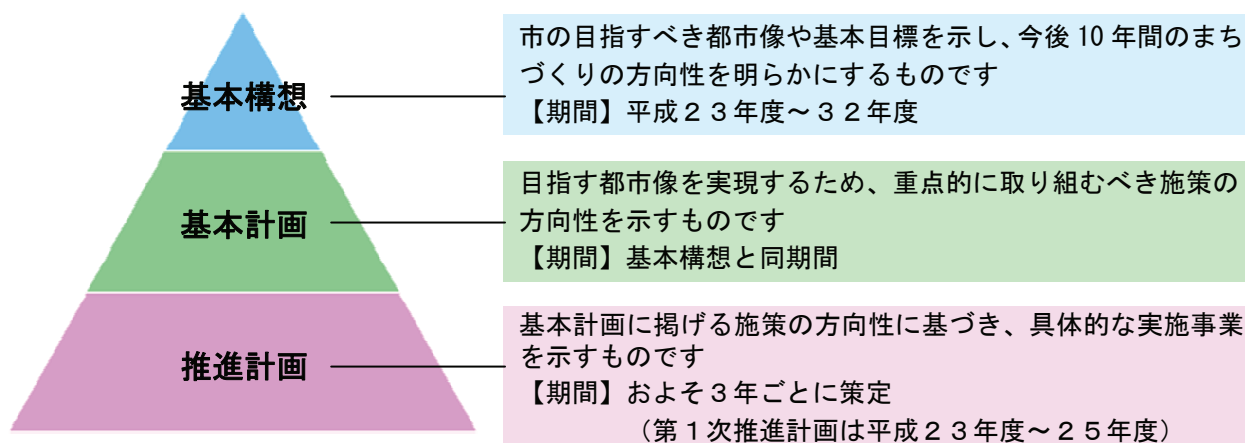 基本構想
市の目指すべき都市像や基本目標を示し、今後 10 年間のまち
づくりの方向性を明らかにするものです
【期間】平成２３年度～３２年度
基本計画
目指す都市像を実現するため、重点的に取り組むべき施策の
方向性を示すものです
【期間】基本構想と同期間
推進計画
基本計画に掲げる施策の方向性に基づき、具体的な実施事業
を示すものです
【期間】およそ３年ごとに策定
（第１次推進計画は平成２３年度～２５年度）